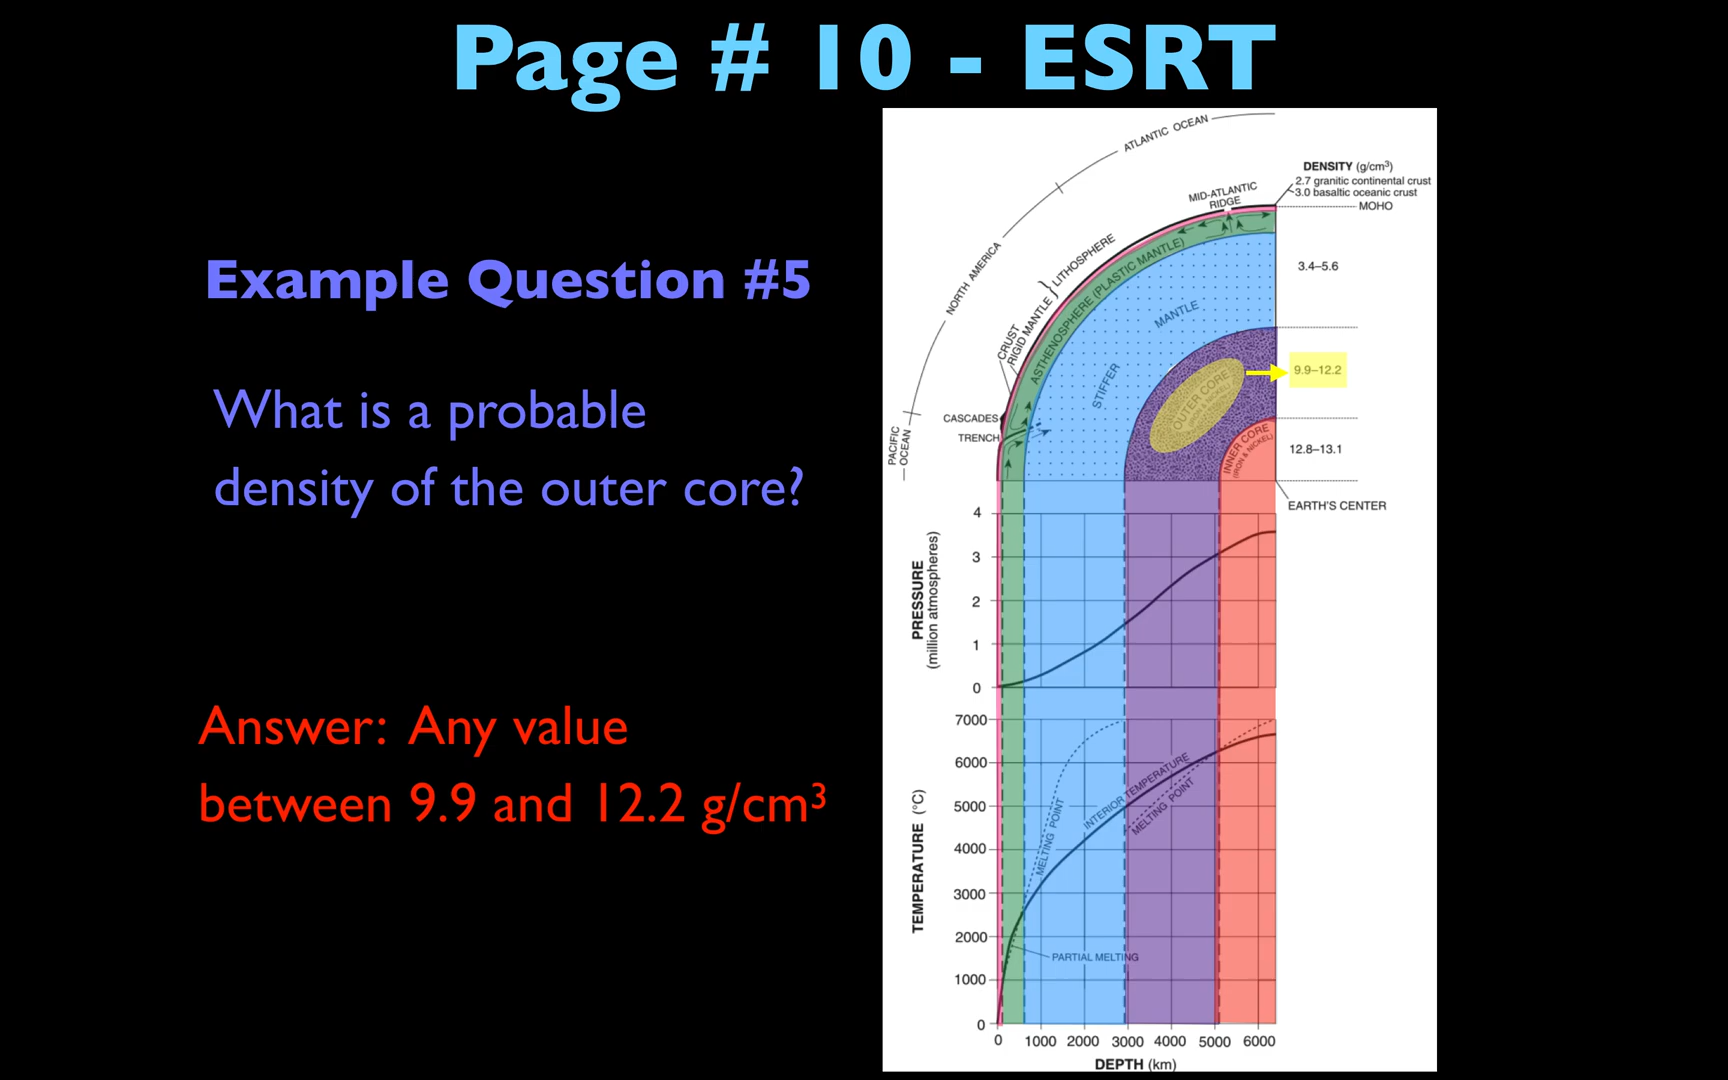 Page # 10 - ESRT
Example Question #5
What is a probable
density of the outer core?
Answer: Any value
between 9.9 and 12.2 g/cm³
ATLANTIC OCEAN
NORTH AMERICA
PACIFIC
OCEAN
DENSITY (g/cm³)
2.7 granitic continental crust
3.0 basaltic oceanic crust
MOHO
MID-ATLANTIC
RIDGE
LITHOSPHERE
CRUST
RIGID MANTLE
ASTHENOSPHERE (PLASTIC MANTLE)
STIFFER
MANTLE
3.4–5.6
OUTER CORE
9.9–12.2
INNER CORE
(IRON & NICKEL)
12.8–13.1
CASCADES
TRENCH
EARTH'S CENTER
PRESSURE
(million atmospheres)
4
3
2
1
0
TEMPERATURE (°C)
7000
6000
5000
4000
3000
2000
1000
0
MELTING POINT
INTERIOR TEMPERATURE
MELTING POINT
PARTIAL MELTING
0 1000 2000 3000 4000 5000 6000
DEPTH (km)